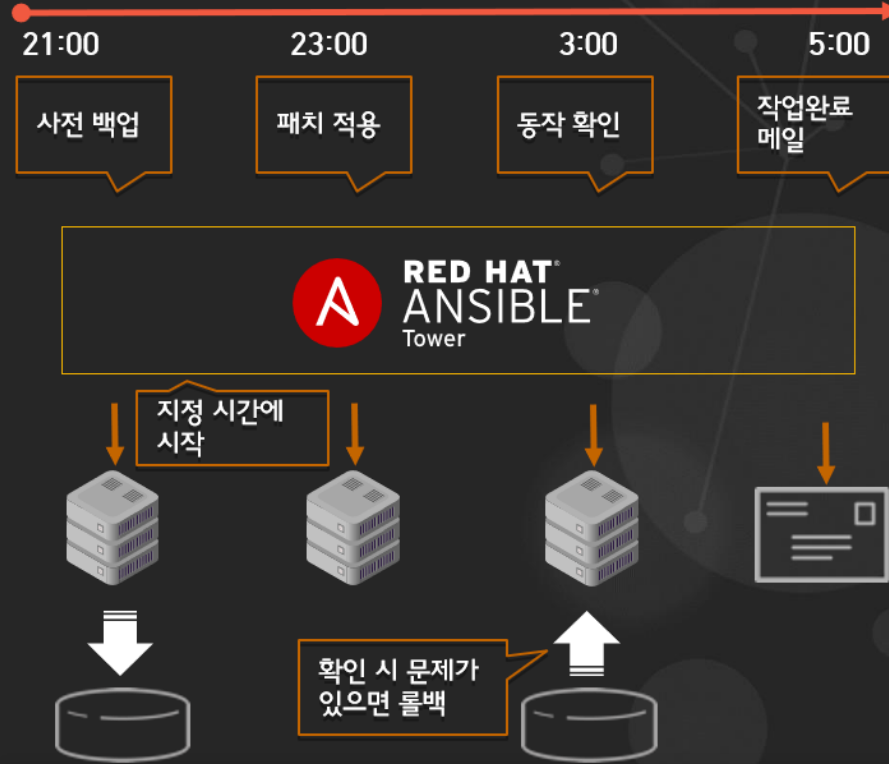 21:00
23:00
3:00
5:00
사전 백업
패치 적용
동작 확인
작업완료
메일
RED HAT®
ANSIBLE®
Tower
지정 시간에
시작
확인 시 문제가
있으면 롤백